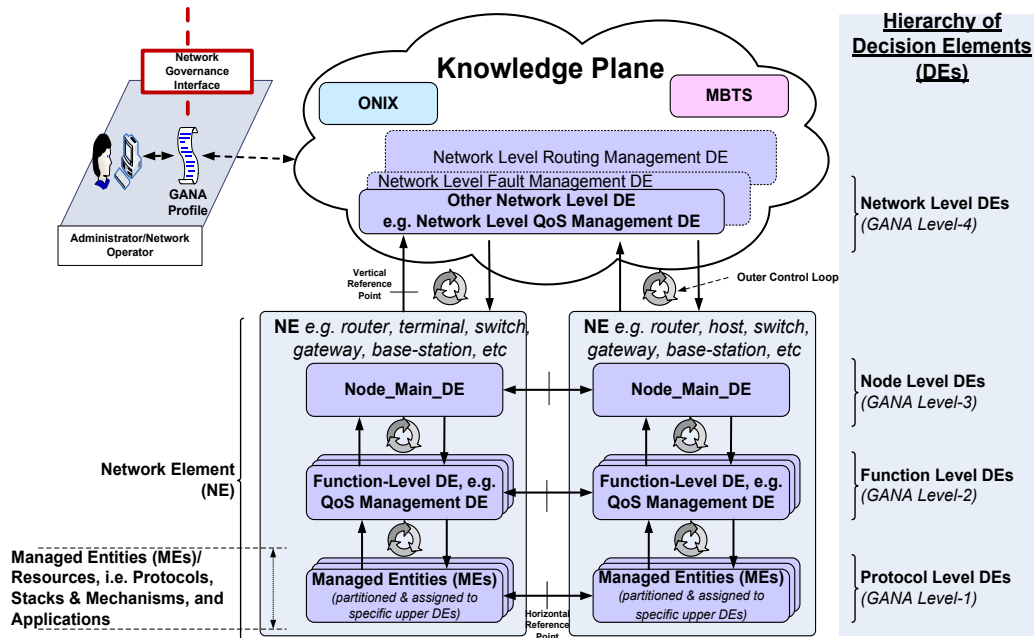 Hierarchy of
Decision Elements
(DEs)
Network
Governance
Interface
Knowledge Plane
ONIX
MBTS
GANA
Profile
Administrator/Network
Operator
Network Level Routing Management DE
Network Level Fault Management DE
Other Network Level DE
e.g. Network Level QoS Management DE
Network Level DEs
(GANA Level-4)
Vertical
Reference
Point
Outer Control Loop
NE e.g. router, terminal, switch,
gateway, base-station, etc
NE e.g. router, host, switch,
gateway, base-station, etc
Node_Main_DE
Node_Main_DE
Node Level DEs
(GANA Level-3)
Network Element
(NE)
Function-Level DE, e.g.
QoS Management DE
Function-Level DE, e.g.
QoS Management DE
Function Level DEs
(GANA Level-2)
Managed Entities (MEs)/
Resources, i.e. Protocols,
Stacks & Mechanisms, and
Applications
Managed Entities (MEs)
(partitioned & assigned to
specific upper DEs)
Managed Entities (MEs)
(partitioned & assigned to
specific upper DEs)
Horizontal
Reference
Point
Protocol Level DEs
(GANA Level-1)